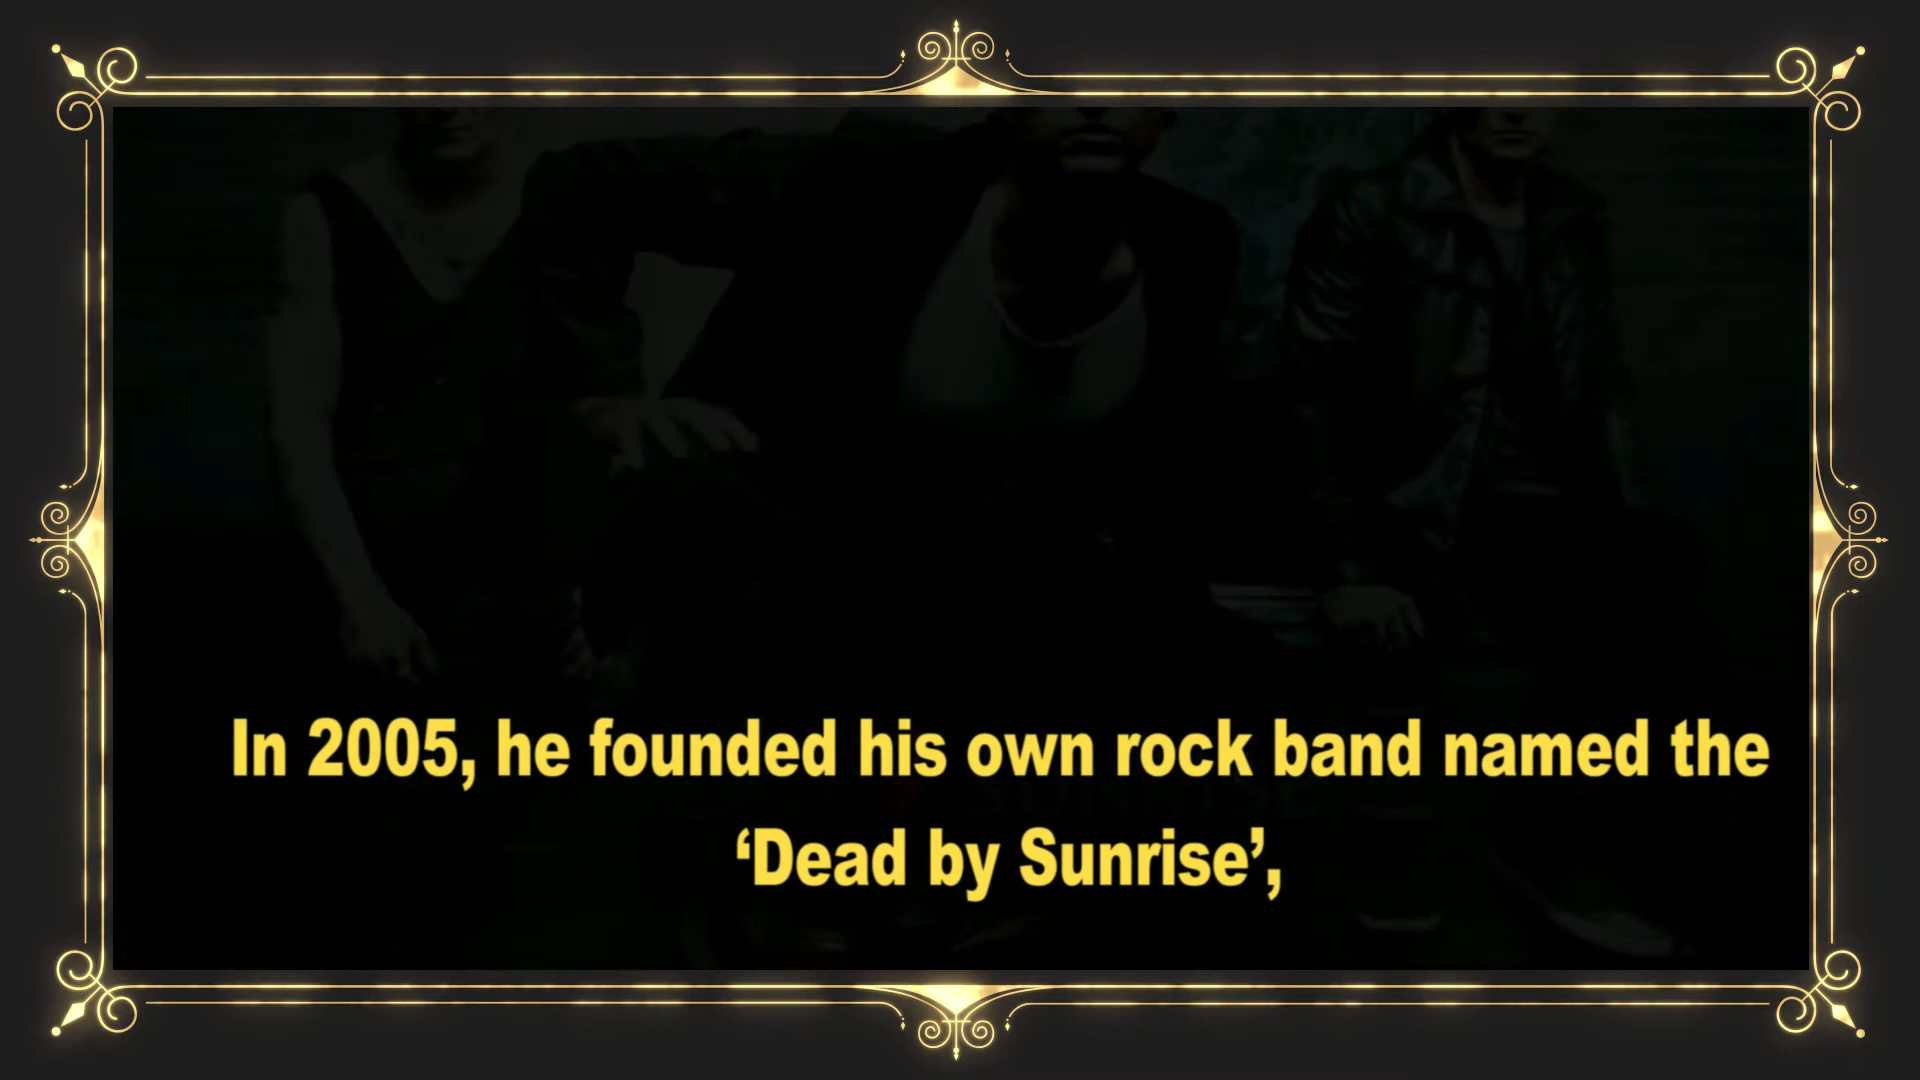 In 2005, he founded his own rock band named the
‘Dead by Sunrise’,